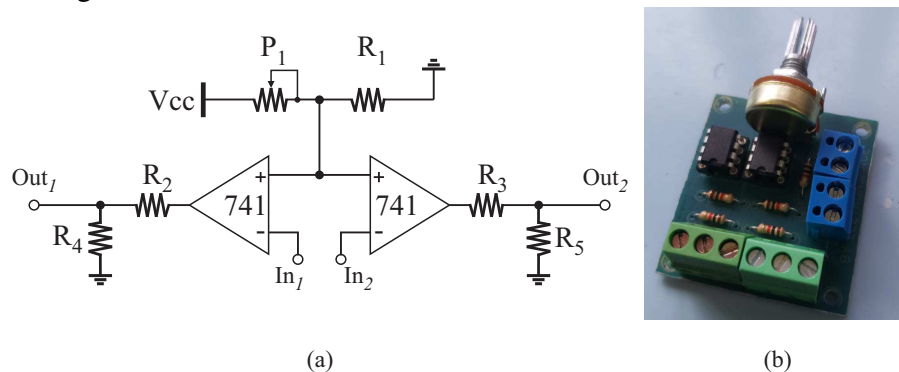 P1 R1
Vcc
Out1 R2 R3 Out2
+ +
741 741
R4 - - R5
In1 In2
(a) (b)